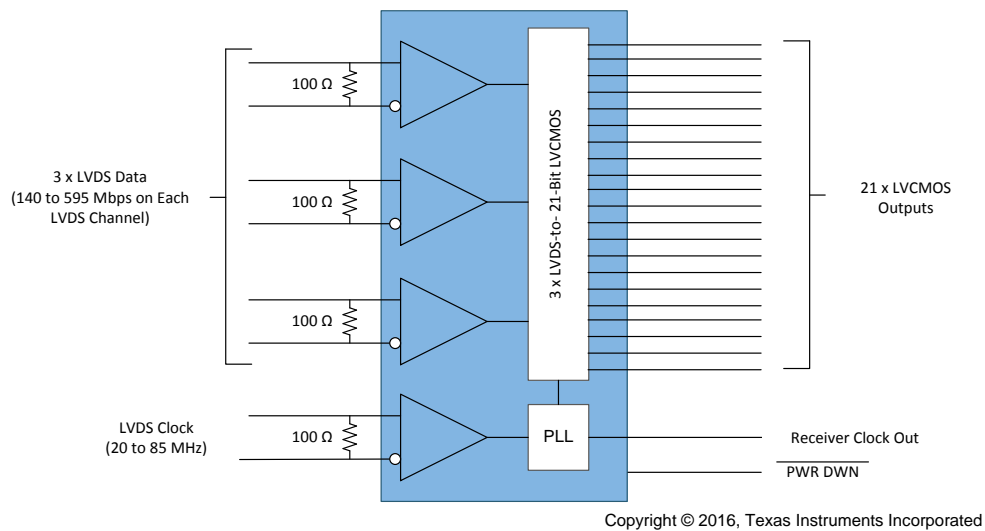 100 Ω
100 Ω
3 x LVDS Data
(140 to 595 Mbps on Each
LVDS Channel)
100 Ω
3 x LVDS-to- 21-Bit LVCMOS
21 x LVCMOS
Outputs
LVDS Clock
(20 to 85 MHz)
100 Ω
PLL
Receiver Clock Out
PWR DWN
Copyright © 2016, Texas Instruments Incorporated